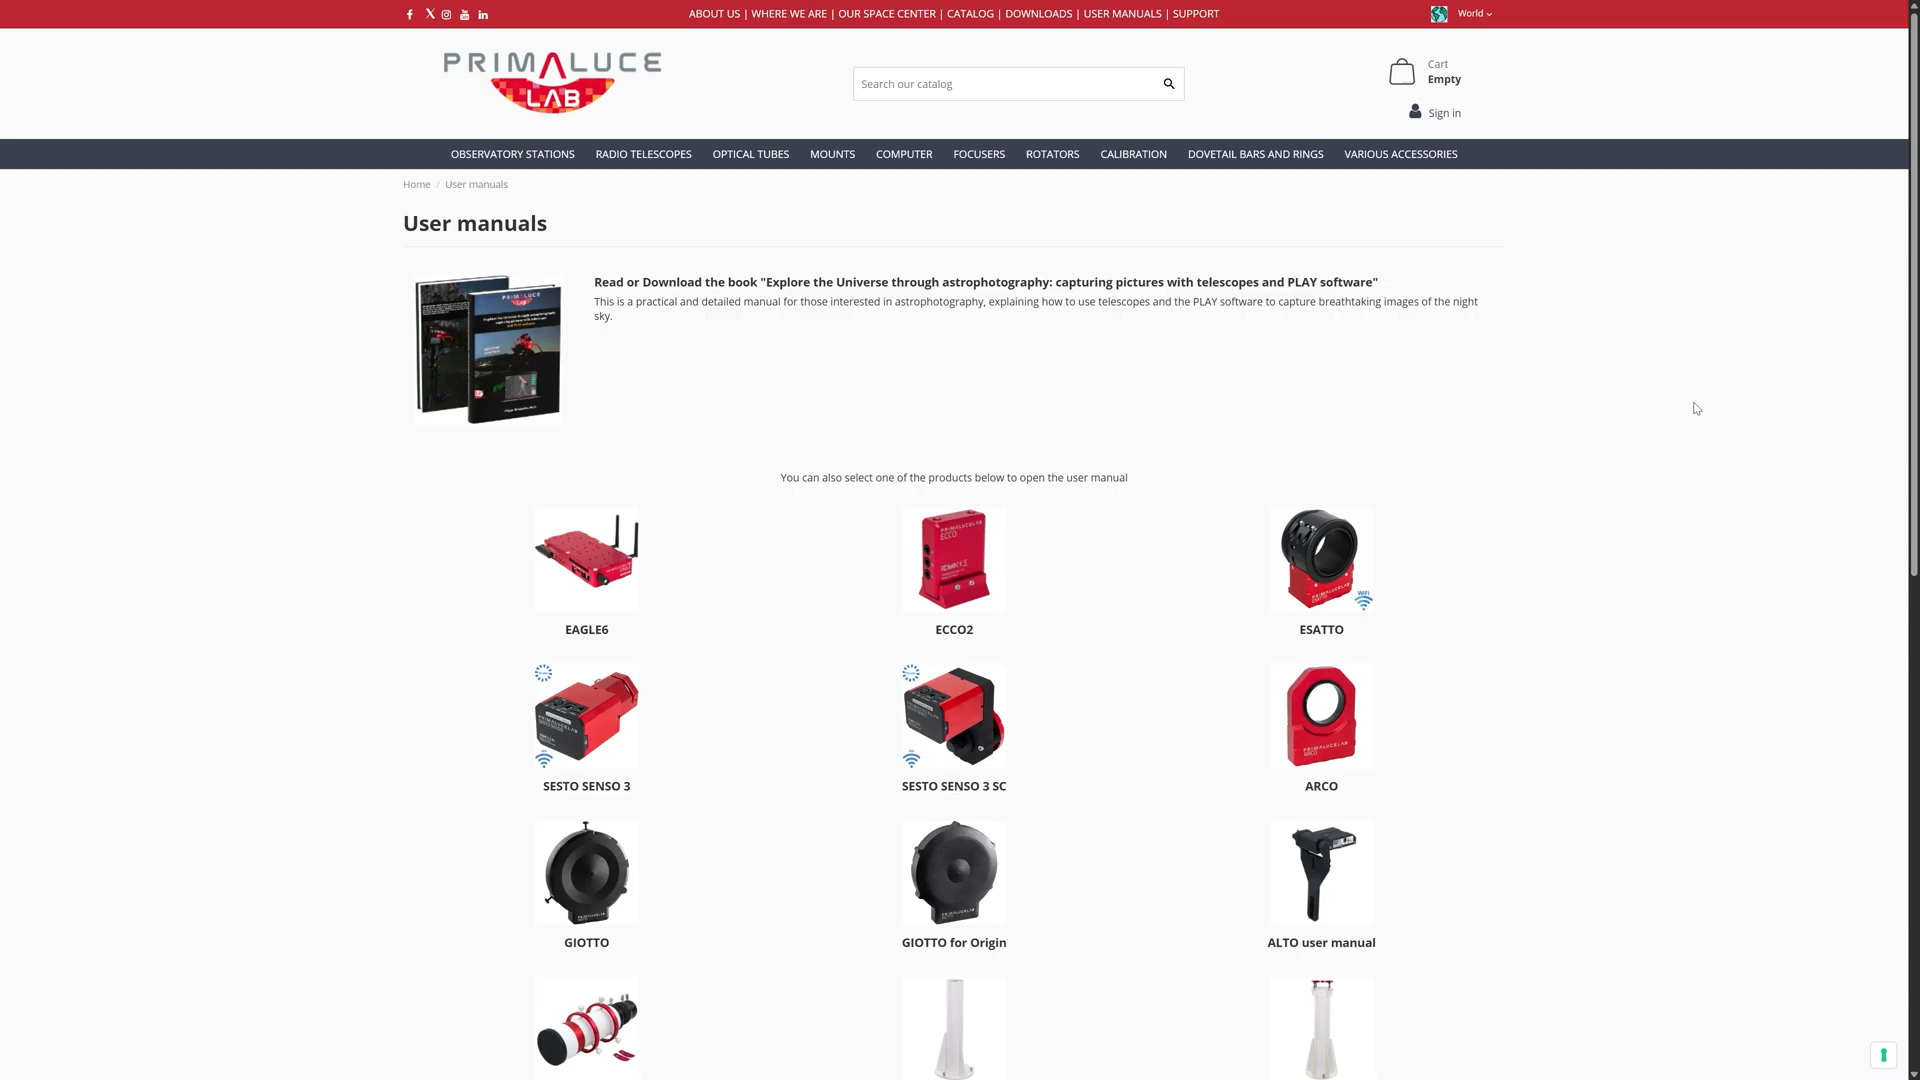 ABOUT US | WHERE WE ARE | OUR SPACE CENTER | CATALOG | DOWNLOADS | USER MANUALS | SUPPORT
World
PRIMALUCE
LAB
Search our catalog
Cart
Empty
Sign in
OBSERVATORY STATIONS RADIO TELESCOPES OPTICAL TUBES MOUNTS COMPUTER FOCUSERS ROTATORS CALIBRATION DOVETAIL BARS AND RINGS VARIOUS ACCESSORIES
Home / User manuals
User manuals
Read or Download the book "Explore the Universe through astrophotography: capturing pictures with telescopes and PLAY software"
This is a practical and detailed manual for those interested in astrophotography, explaining how to use telescopes and the PLAY software to capture breathtaking images of the night
sky.
You can also select one of the products below to open the user manual
EAGLE6
ECCO2
ESATTO
SESTO SENSO 3
SESTO SENSO 3 SC
ARCO
GIOTTO
GIOTTO for Origin
ALTO user manual